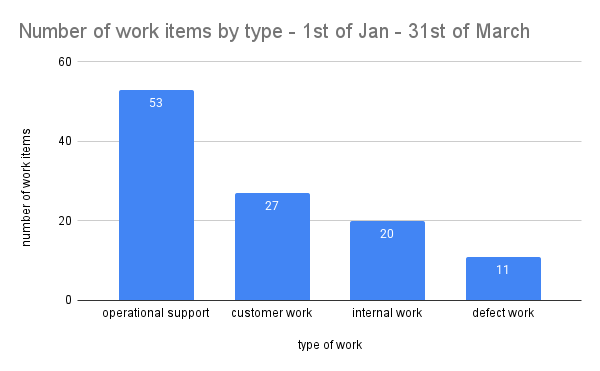 Number of work items by type - 1st of Jan - 31st of March
number of work items
60
40
20
0
53
27
20
11
operational support
customer work
internal work
defect work
type of work